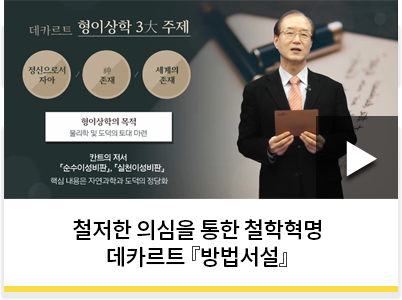 데카르트 형이상학 3大 주제
정신으로서
자아
神
존재
세계의
존재
형이상학의 목적
물리학 및 도덕의 토대 마련
칸트의 저서
『순수이성비판』, 『실천이성비판』
핵심 내용은 자연과학과 도덕의 정당화
철저한 의심을 통한 철학혁명
데카르트 『방법서설』